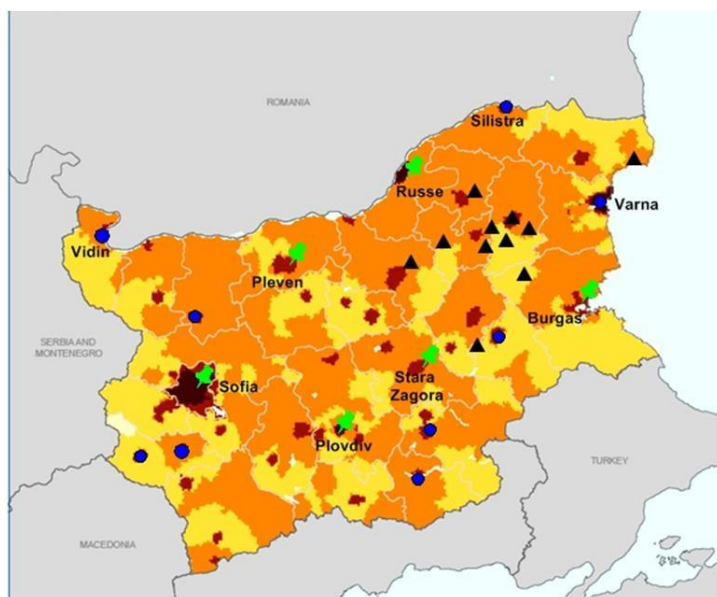 ROMANIA
Silistra
Russe
Varna
Vidin
Pleven
Burgas
SERBIA AND
MONTENEGRO
Sofia
Stara
Zagora
Plovdiv
TURKEY
MACEDONIA